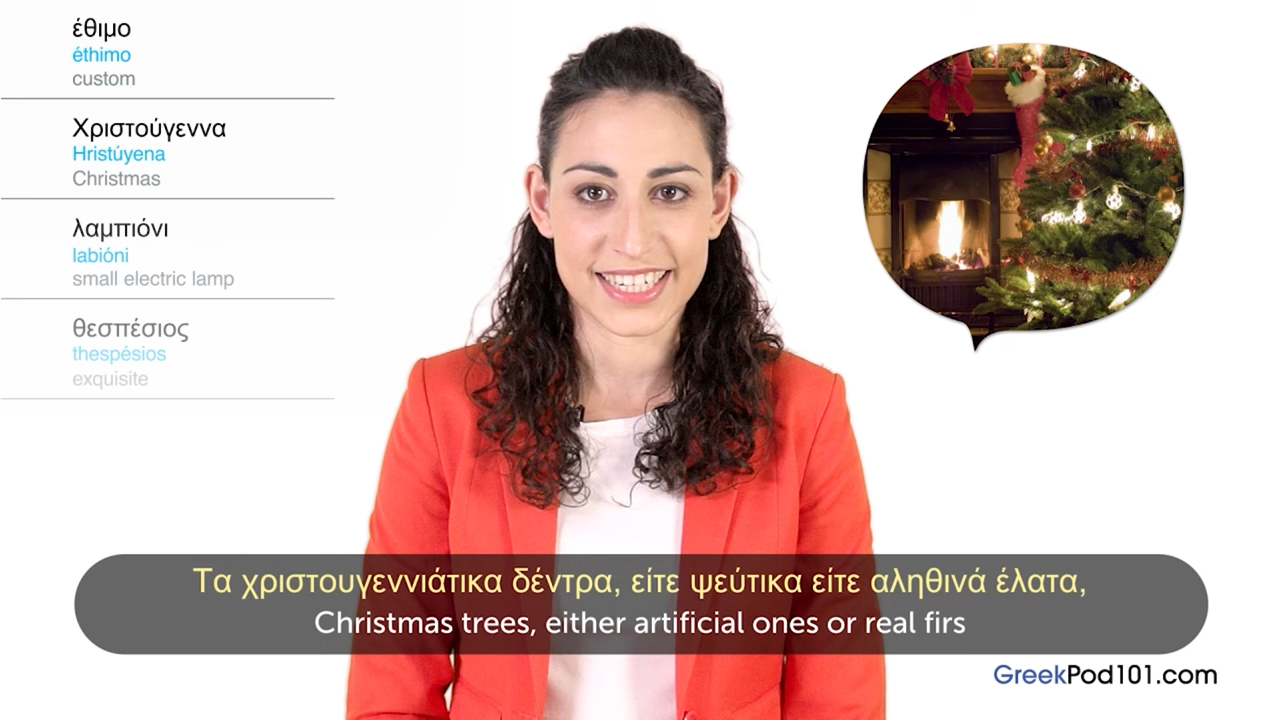 έθιμο
éthimo
custom
Χριστούγεννα
Hristúyena
Christmas
λαμπιόνι
labióni
small electric lamp
θεσπέσιος
thespésios
exquisite
Τα χριστουγεννιάτικα δέντρα, είτε ψεύτικα είτε αληθινά έλατα,
Christmas trees, either artificial ones or real firs
GreekPod101.com